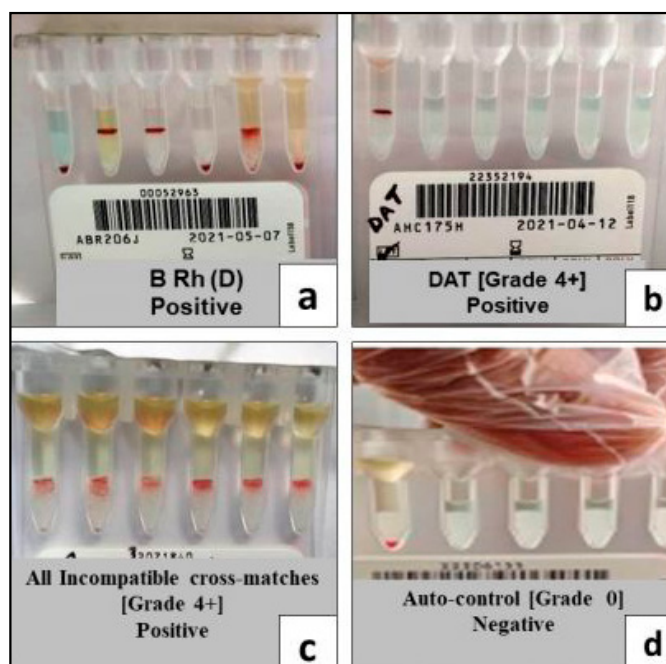 00052963
ABR206J
2021-05-07
B Rh (D)
Positive
a
22352194
DAT
AHC175H
2021-04-12
DAT [Grade 4+]
Positive
b
All Incompatible cross-matches
[Grade 4+]
Positive
c
Auto-control [Grade 0]
Negative
d